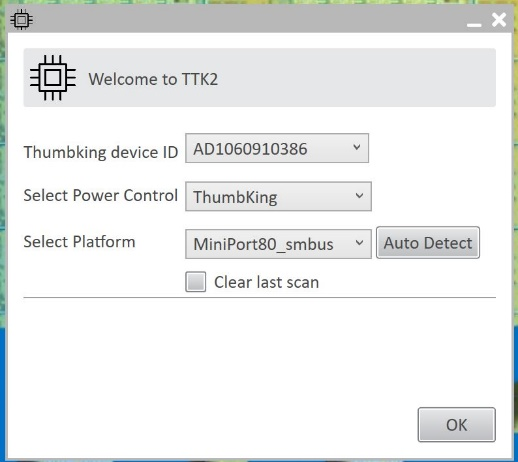 Welcome to TTK2
Thumbking device ID AD1060910386
Select Power Control ThumbKing
Select Platform MiniPort80_smbus Auto Detect
Clear last scan
OK